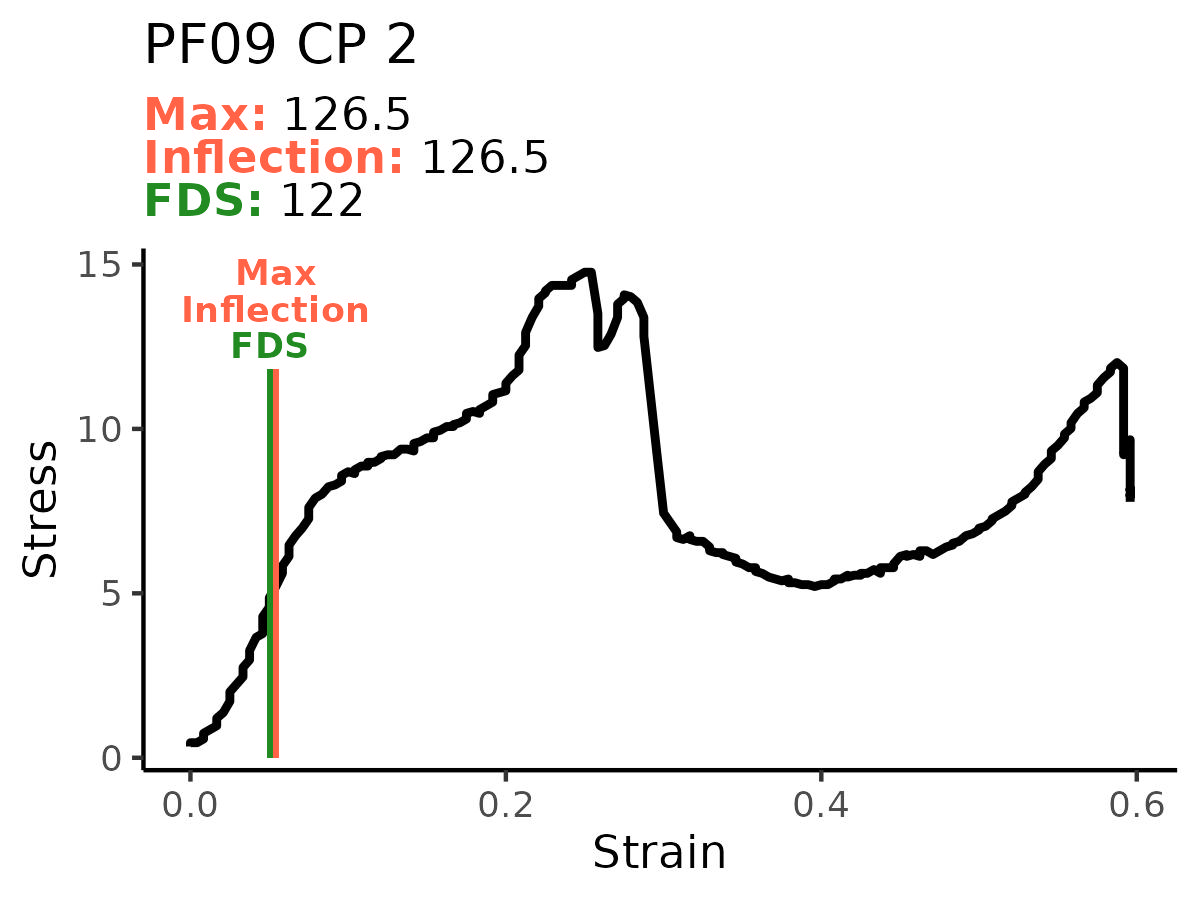 PF09 CP 2
Max: 126.5
Inflection: 126.5
FDS: 122
Max
Inflection
FDS
15
10
5
0
Stress
0.0 0.2 0.4 0.6
Strain